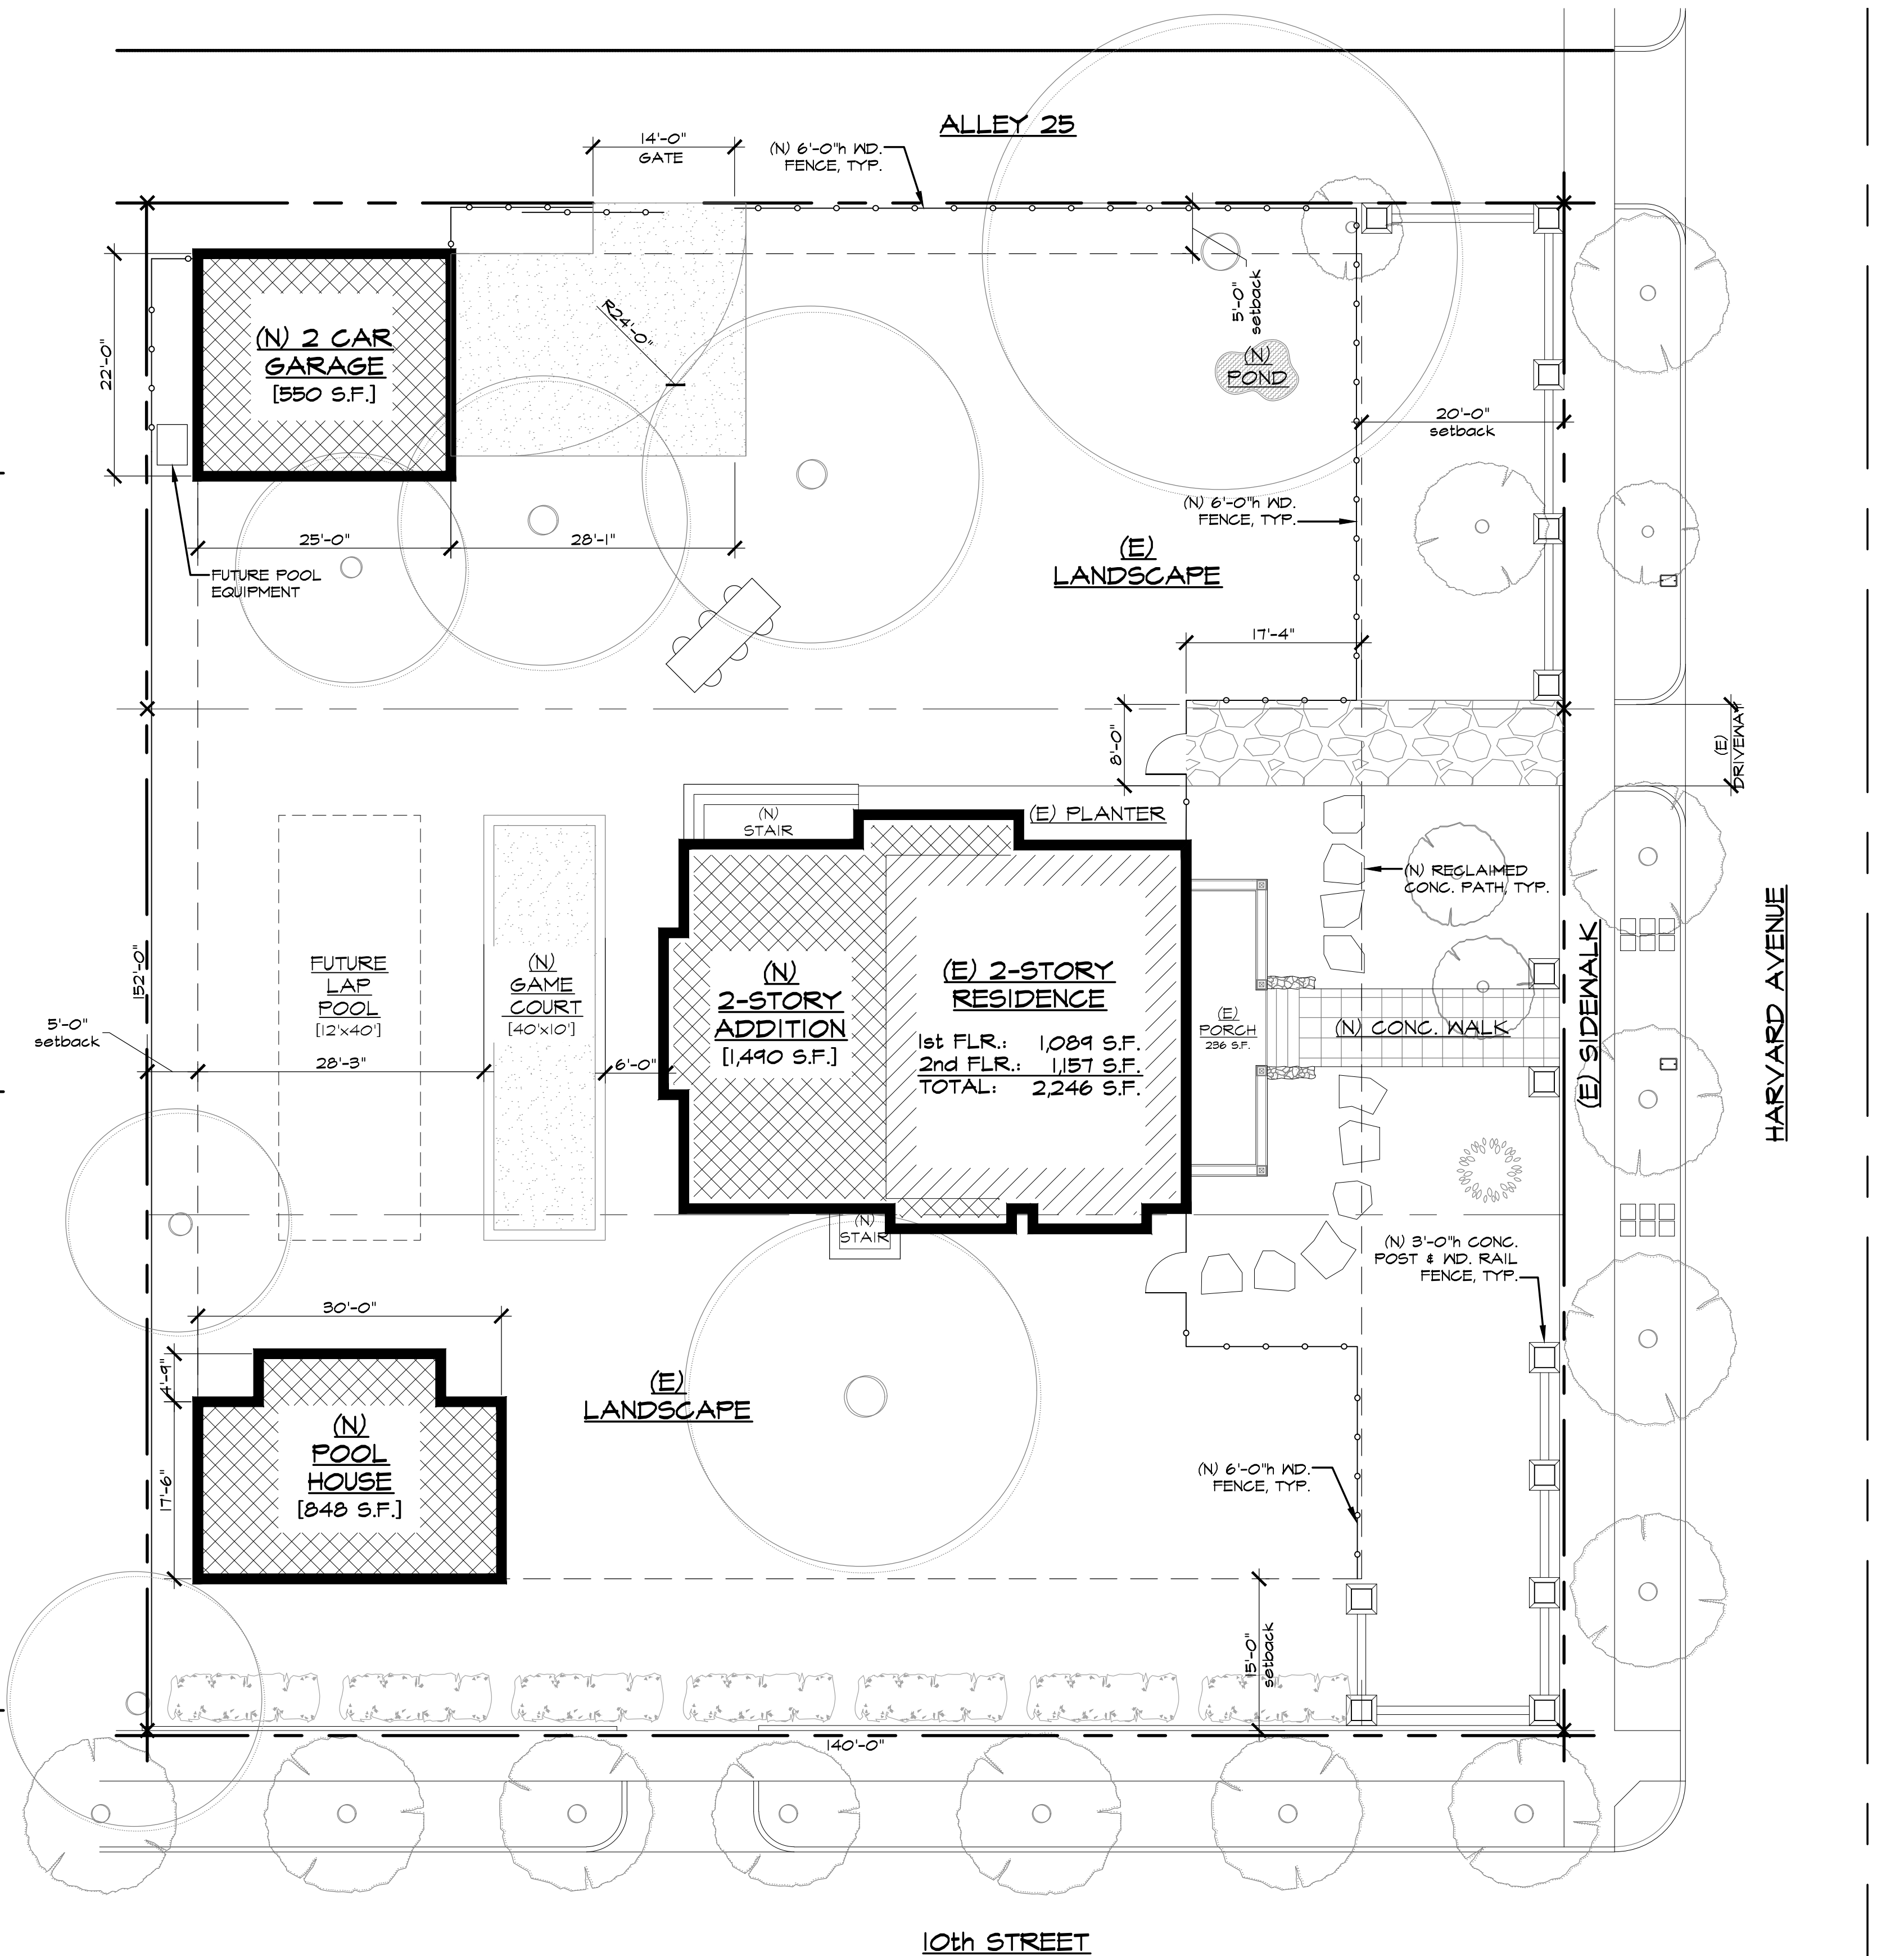 ALLEY 25
14'-0"
GATE
(N) 6'-0"h WD.
FENCE, TYP.
5'-0"
setback
22'-0"
(N) 2 CAR
GARAGE
[550 S.F.]
R24'-0"
(N)
POND
20'-0"
setback
(N) 6'-0"h WD.
FENCE, TYP.
25'-0"
28'-1"
FUTURE POOL
EQUIPMENT
(E)
LANDSCAPE
17'-4"
8'-0"
(E)
DRIVEWAY
(N)
STAIR
(E) PLANTER
(N) RECLAIMED
CONC. PATH, TYP.
152'-0"
5'-0"
setback
FUTURE
LAP
POOL
[12'x40']
28'-3"
(N)
GAME
COURT
[40'x10']
6'-0"
(N)
2-STORY
ADDITION
[1,490 S.F.]
(E) 2-STORY
RESIDENCE
1st FLR.: 1,089 S.F.
2nd FLR.: 1,157 S.F.
TOTAL: 2,246 S.F.
(E)
PORCH
236 S.F.
(N) CONC. WALK
(E) SIDEWALK
HARVARD AVENUE
(N)
STAIR
(N) 3'-0"h CONC.
POST & WD. RAIL
FENCE, TYP.
30'-0"
4'-9"
17'-6"
(N)
POOL
HOUSE
[848 S.F.]
(E)
LANDSCAPE
(N) 6'-0"h WD.
FENCE, TYP.
15'-0"
setback
140'-0"
10th STREET